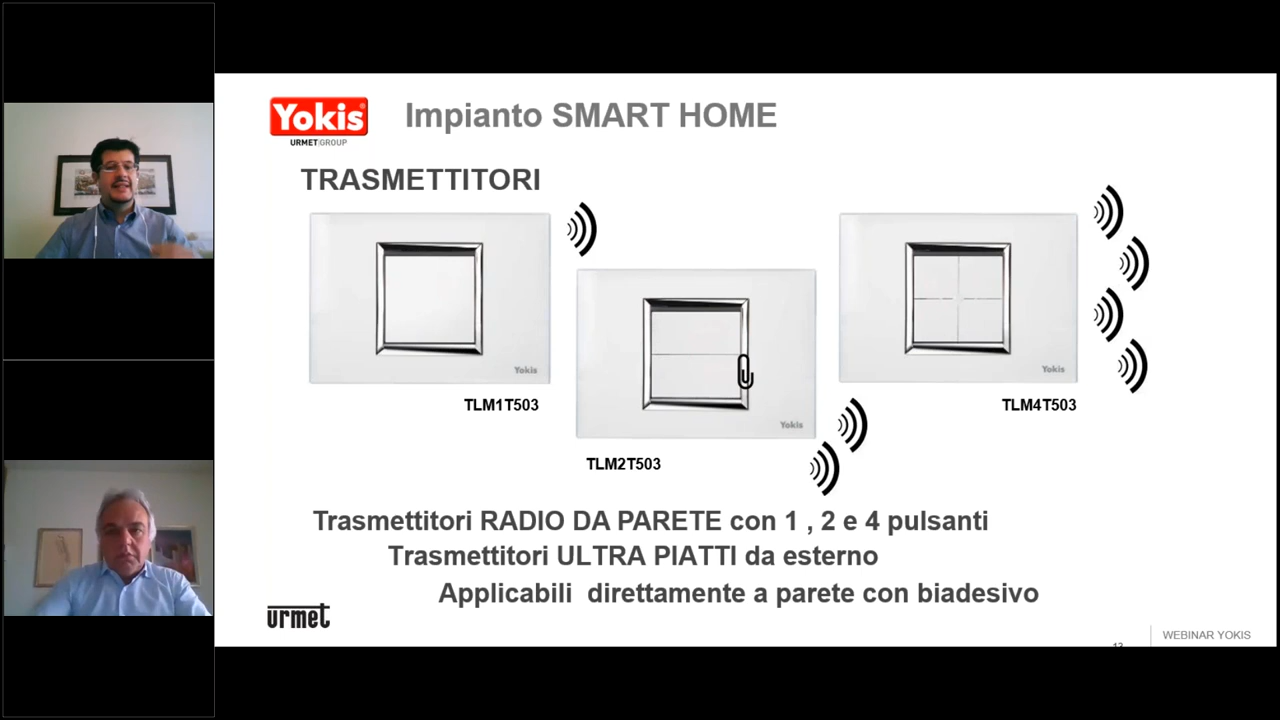 Yokis
URMET GROUP
Impianto SMART HOME
TRASMETTITORI
Yokis
TLM1T503
Yokis
TLM2T503
Yokis
TLM4T503
Trasmettitori RADIO DA PARETE con 1 , 2 e 4 pulsanti
Trasmettitori ULTRA PIATTI da esterno
Applicabili direttamente a parete con biadesivo
urmet
WEBINAR YOKIS